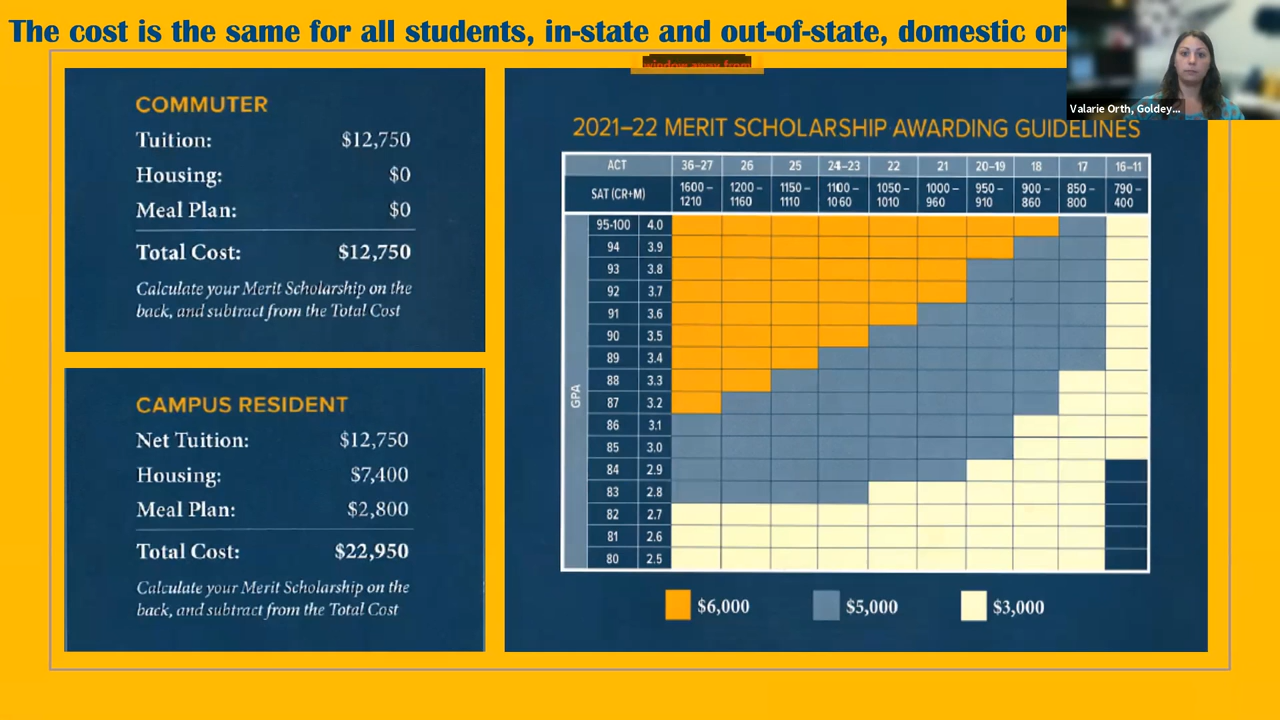 The cost is the same for all students, in-state and out-of-state, domestic or
window away from
Valarie Orth, Goldey...
COMMUTER
Tuition: $12,750
Housing: $0
Meal Plan: $0
Total Cost: $12,750
Calculate your Merit Scholarship on the
back, and subtract from the Total Cost
CAMPUS RESIDENT
Net Tuition: $12,750
Housing: $7,400
Meal Plan: $2,800
Total Cost: $22,950
Calculate your Merit Scholarship on the
back, and subtract from the Total Cost
2021–22 MERIT SCHOLARSHIP AWARDING GUIDELINES
ACT 36–27 26 25 24–23 22 21 20–19 18 17 16–11
SAT (CR+M) 1600–1210 1200–1160 1150–1110 1100–1060 1050–1010 1000–960 950–910 900–860 850–800 790–400
GPA
95-100 4.0
94 3.9
93 3.8
92 3.7
91 3.6
90 3.5
89 3.4
88 3.3
87 3.2
86 3.1
85 3.0
84 2.9
83 2.8
82 2.7
81 2.6
80 2.5
$6,000 $5,000 $3,000